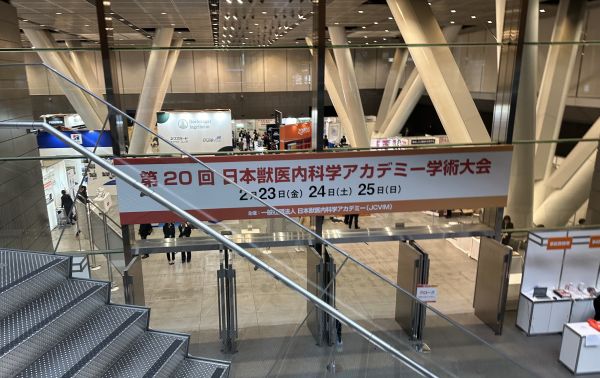 Boehringer
Ingelheim
第20回 日本獣医内科学アカデミー学術大会
2月23日(金) 24日(土) 25日(日)
主催:一般社団法人 日本獣医内科学アカデミー(JCVIM)